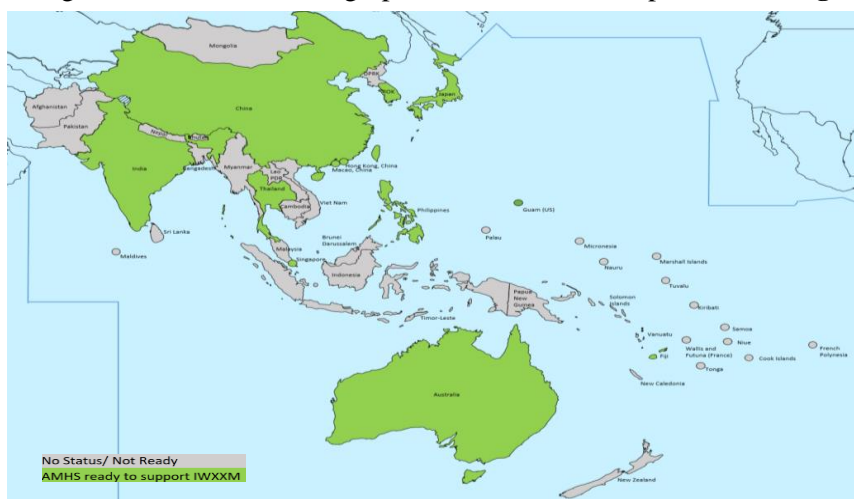 Mongolia
DPRK
ROK
Japan
Afghanistan
Pakistan
China
Nepal
Bhutan
India
Bangladesh
Myanmar
Lao
PDR
Hong Kong, China
Macao, China
Thailand
Viet Nam
Cambodia
Philippines
Guam (US)
Sri Lanka
Maldives
Brunei
Darussalam
Malaysia
Singapore
Indonesia
Palau
Micronesia
Nauru
Marshall Islands
Tuvalu
Kiribati
Papua
New
Guinea
Solomon
Islands
Timor-Leste
Vanuatu
Fiji
Samoa
Wallis and
Futuna (France)
Niue
French
Polynesia
Cook Islands
Tonga
New Caledonia
Australia
New Zealand
No Status/ Not Ready
AMHS ready to support IWXXM